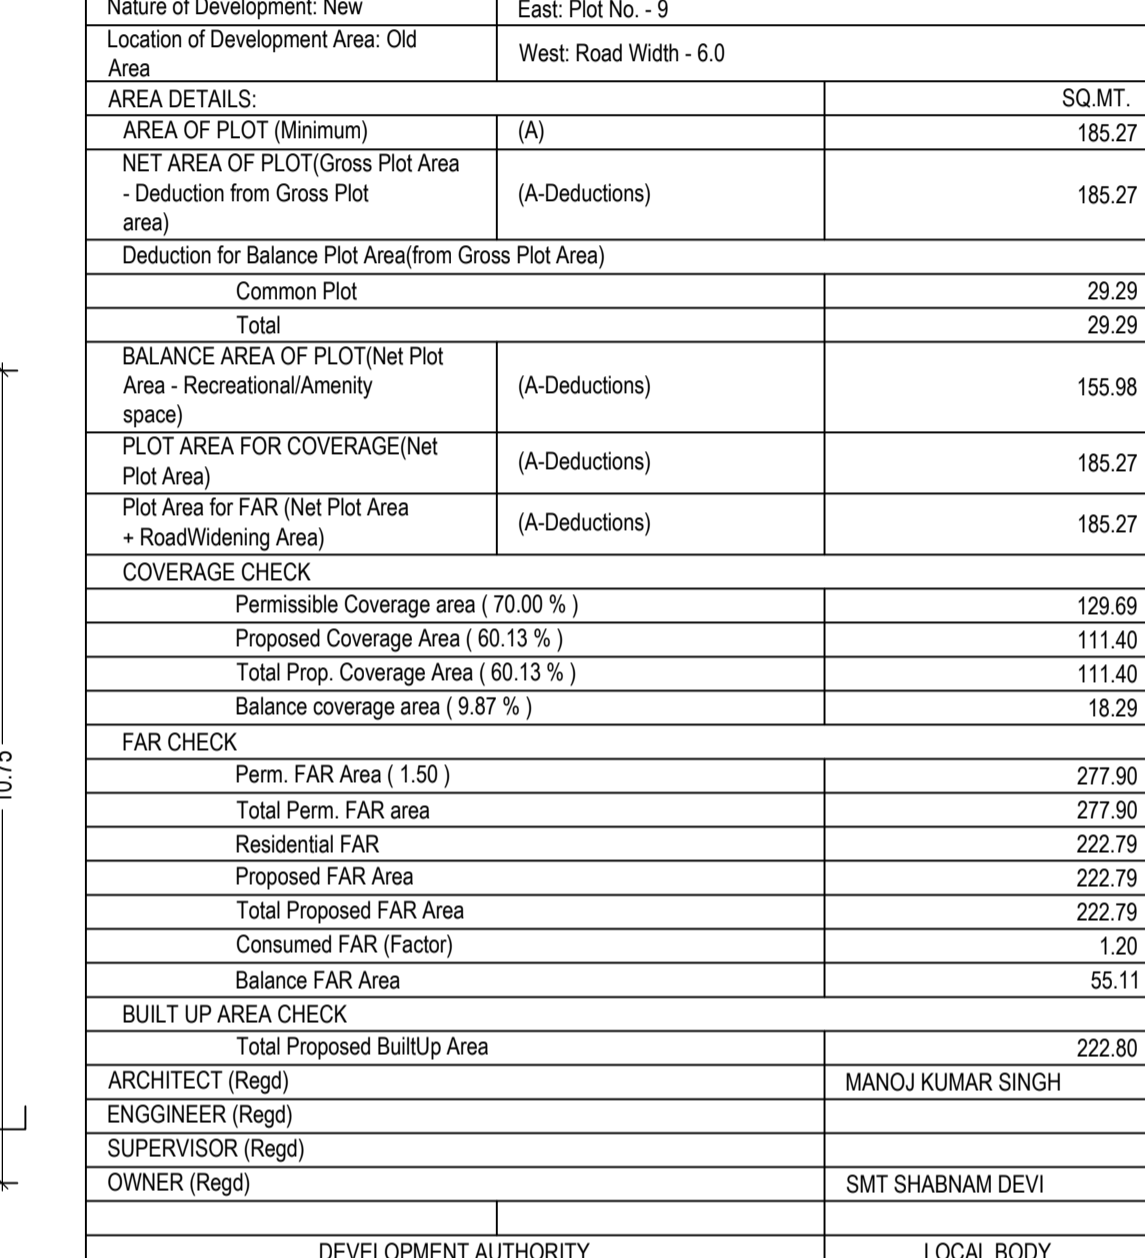 Nature of Development: New
East: Plot No. - 9
Location of Development Area: Old
Area
West: Road Width - 6.0
AREA DETAILS:
SQ.MT.
AREA OF PLOT (Minimum)
(A)
185.27
NET AREA OF PLOT(Gross Plot Area
- Deduction from Gross Plot
area)
(A-Deductions)
185.27
Deduction for Balance Plot Area(from Gross Plot Area)
Common Plot
29.29
Total
29.29
BALANCE AREA OF PLOT(Net Plot
Area - Recreational/Amenity
space)
(A-Deductions)
155.98
PLOT AREA FOR COVERAGE(Net
Plot Area)
(A-Deductions)
185.27
Plot Area for FAR (Net Plot Area
+ RoadWidening Area)
(A-Deductions)
185.27
COVERAGE CHECK
Permissible Coverage area ( 70.00 % )
129.69
Proposed Coverage Area ( 60.13 % )
111.40
Total Prop. Coverage Area ( 60.13 % )
111.40
Balance coverage area ( 9.87 % )
18.29
FAR CHECK
Perm. FAR Area ( 1.50 )
277.90
Total Perm. FAR area
277.90
Residential FAR
222.79
Proposed FAR Area
222.79
Total Proposed FAR Area
222.79
Consumed FAR (Factor)
1.20
Balance FAR Area
55.11
BUILT UP AREA CHECK
Total Proposed BuiltUp Area
222.80
ARCHITECT (Regd)
MANOJ KUMAR SINGH
ENGGINEER (Regd)
SUPERVISOR (Regd)
OWNER (Regd)
SMT SHABNAM DEVI
DEVELOPMENT AUTHORITY
LOCAL BODY